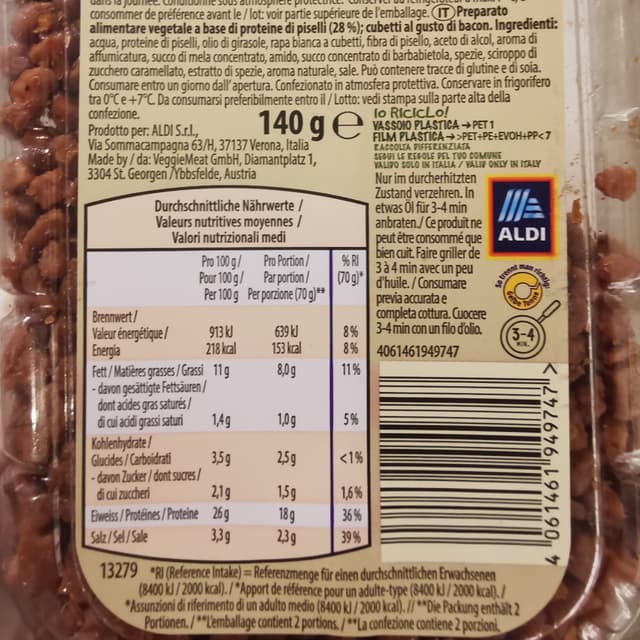 consommer de préférence avant le / lot: voir partie supérieure de l'emballage. IT Preparato
alimentare vegetale a base di proteine di piselli (28 %); cubetti al gusto di bacon. Ingredienti:
acqua, proteine di piselli, olio di girasole, rapa bianca a cubetti, fibra di pisello, aceto di alcol, aroma di
affumicatura, succo di mela concentrato, amido, succo concentrato di barbabietola, spezie, sciroppo di
zucchero caramellato, estratto di spezie, aroma naturale, sale. Può contenere tracce di glutine e di soia.
Consumare entro un giorno dall'apertura. Confezionato in atmosfera protettiva. Conservare in frigorifero
tra 0°C e +7°C. Da consumarsi preferibilmente entro il / Lotto: vedi stampa sulla parte alta della
confezione.
140 g e
Io RICICLO!
VASSOIO PLASTICA → PET 1
FILM PLASTICA → >PET+PE+EVOH+PP<7
RACCOLTA DIFFERENZIATA
SEGUI LE REGOLE DEL TUO COMUNE
VALIDO SOLO IN ITALIA / VALID ONLY IN ITALY
Prodotto per: ALDI S.r.l.,
Via Sommacampagna 63/H, 37137 Verona, Italia
Made by / da: VeggieMeat GmbH, Diamantplatz 1,
3304 St. Georgen /Ybbsfelde, Austria
Nur im durcherhitzten
Zustand verzehren. In
etwas Öl für 3-4 min
anbraten./ Ce produit ne
peut être consommé que
bien cuit. Faire griller de
3 à 4 min avec un peu
d'huile. / Consumare
previa accurata e
completa cottura. Cuocere
3-4 min con un filo d'olio.
ALDI
So trennt man richtig:
Gelbe Tonne
3-4
MIN.
4061461949747
Durchschnittliche Nährwerte /
Valeurs nutritives moyennes /
Valori nutrizionali medi
Pro 100 g / Pro Portion / % RI
Pour 100 g / Par portion / (70 g)*
Per 100 g Per porzione (70 g)**
Brennwert /
Valeur énergétique / 913 kJ 639 kJ 8 %
Energia 218 kcal 153 kcal 8 %
Fett / Matières grasses / Grassi 11 g 8,0 g 11 %
- davon gesättigte Fettsäuren /
dont acides gras saturés /
di cui acidi grassi saturi 1,4 g 1,0 g 5 %
Kohlenhydrate /
Glucides / Carboidrati 3,5 g 2,5 g <1 %
- davon Zucker / dont sucres /
di cui zuccheri 2,1 g 1,5 g 1,6 %
Eiweiss / Protéines / Proteine 26 g 18 g 36 %
Salz / Sel / Sale 3,3 g 2,3 g 39 %
4 061461 949747 >
13279 *RI (Reference Intake) = Referenzmenge für einen durchschnittlichen Erwachsenen
(8400 kJ / 2000 kcal). / *Apport de référence pour un adulte-type (8400 kJ / 2000 kcal). /
*Assunzioni di riferimento di un adulto medio (8400 kJ / 2000 kcal). // **Die Packung enthält 2
Portionen. / **L'emballage contient 2 portions. / **La confezione contiene 2 porzioni.